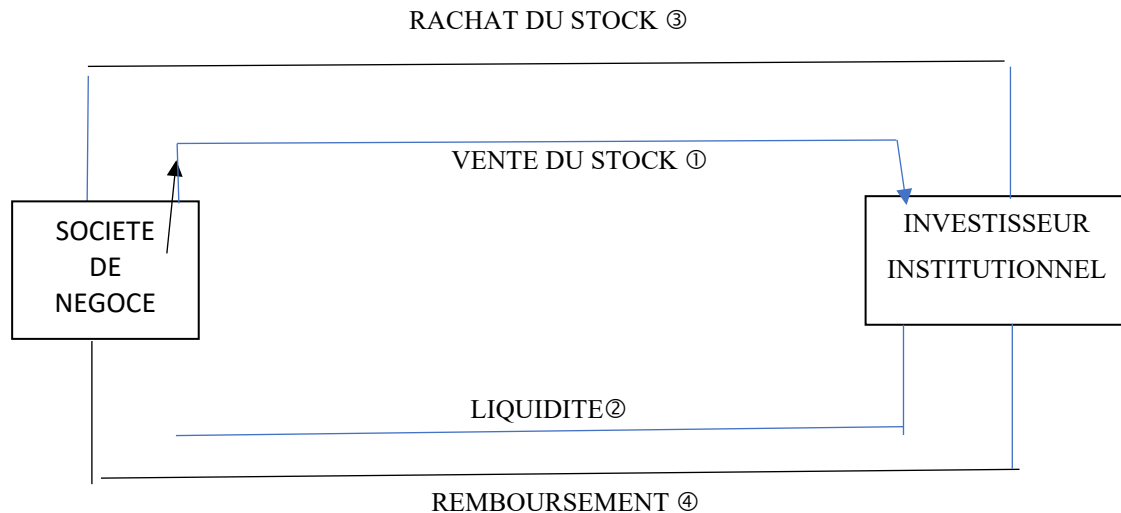 RACHAT DU STOCK ③
VENTE DU STOCK ①
SOCIETE
DE
NEGOCE
INVESTISSEUR
INSTITUTIONNEL
LIQUIDITE②
REMBOURSEMENT ④